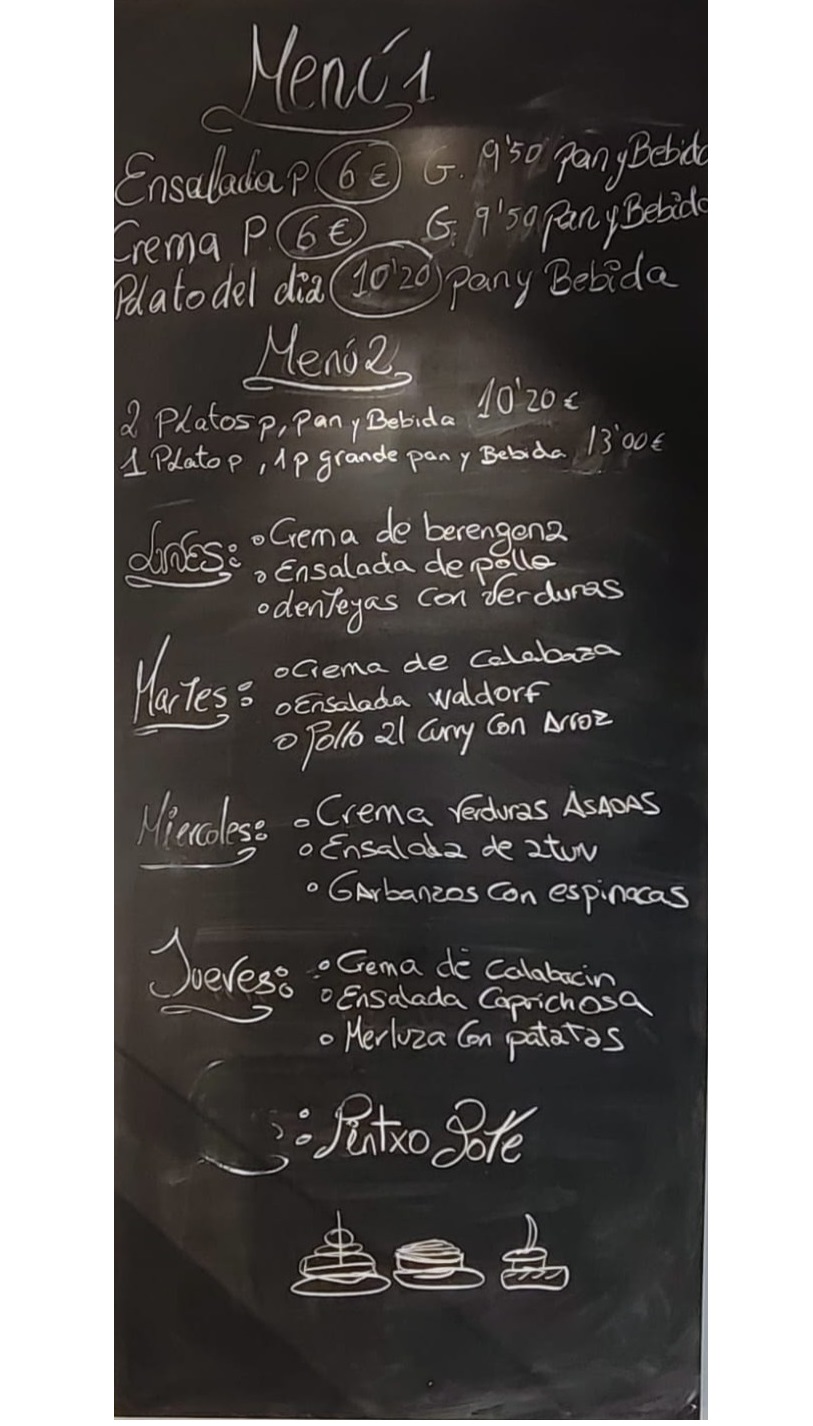 Menú 1
Ensalada P 6 € G. 9'50 pan y Bebida
Crema P. 6 € G. 9'50 Pan y Bebida
Plato del dia 10'20 pan y Bebida
Menú 2
2 Platos p, Pan y Bebida 10'20 €
1 Plato p, 1 p grande pan y Bebida 13'00 €
Lunes: Crema de berengena
Ensalada de pollo
Lenteyas con Verduras
Martes: Crema de Calabaza
Ensalada Waldorf
Pollo al Curry Con Arroz
Miercoles: Crema Verduras ASADAS
Ensalada de atun
GArbanzos Con espinacas
Jueves: Crema de Calabacin
Ensalada Caprichosa
Merluza Con patatas
: Pintxo Pote